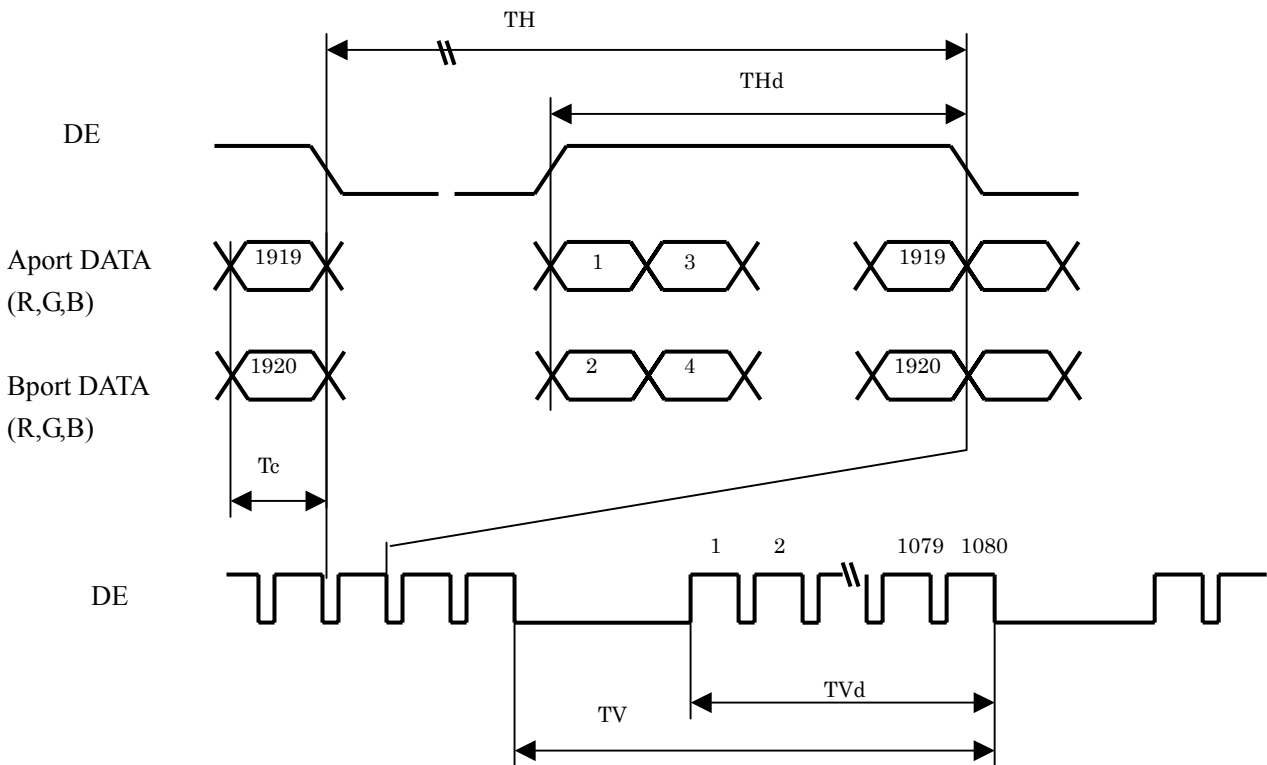 TH
THd
DE
Aport DATA
(R,G,B)
1919
1
3
1919
Bport DATA
(R,G,B)
1920
2
4
1920
Tc
1
2
1079
1080
DE
TVd
TV